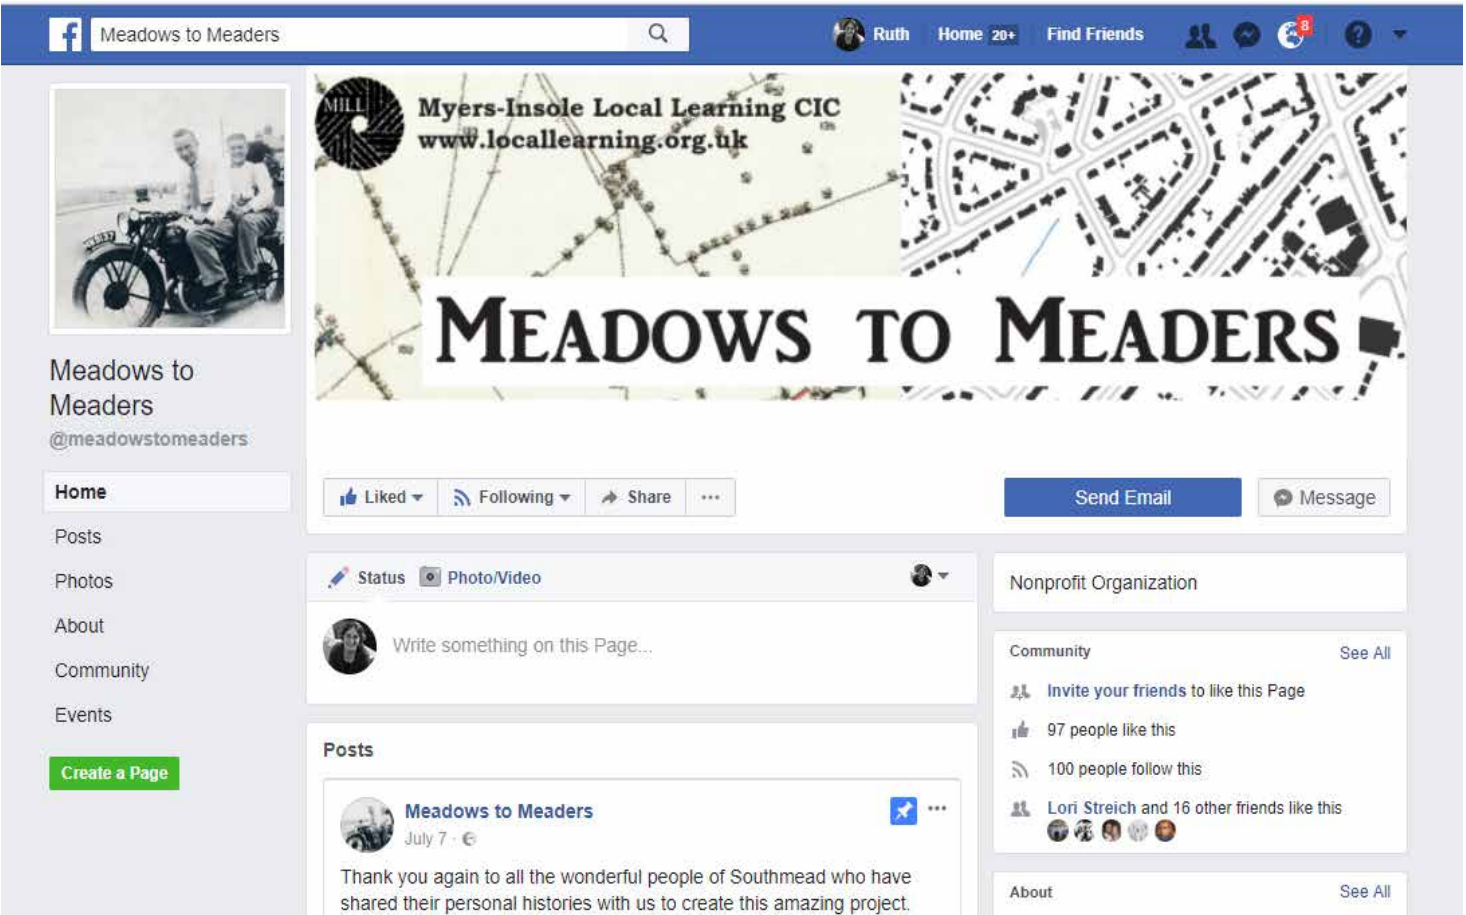 Meadows to Meaders
Ruth
Home 20+
Find Friends
8
MILL
Myers-Insole Local Learning CIC
www.locallearning.org.uk
MEADOWS TO MEADERS
Meadows to
Meaders
@meadowstomeaders
Home
Posts
Photos
About
Community
Events
Create a Page
Liked
Following
Share
Send Email
Message
Status
Photo/Video
Write something on this Page...
Posts
Meadows to Meaders
July 7
Thank you again to all the wonderful people of Southmead who have
shared their personal histories with us to create this amazing project.
Nonprofit Organization
Community
See All
Invite your friends to like this Page
97 people like this
100 people follow this
Lori Streich and 16 other friends like this
About
See All